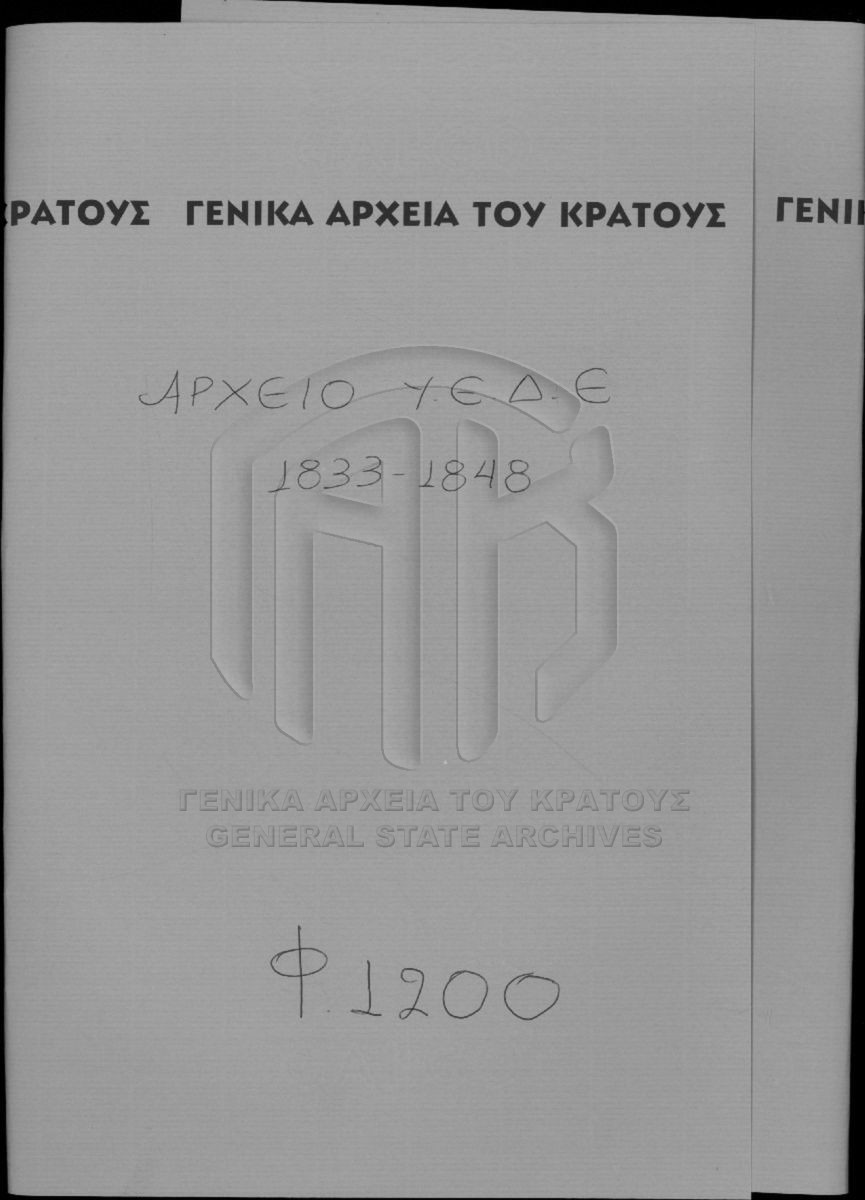 ΚΡΑΤΟΥΣ ΓΕΝΙΚΑ ΑΡΧΕΙΑ ΤΟΥ ΚΡΑΤΟΥΣ ΓΕΝΙΚ
ΑΡΧΕΙΟ Υ.Ε.Δ.Ε
1833-1848
ΓΕΝΙΚΑ ΑΡΧΕΙΑ ΤΟΥ ΚΡΑΤΟΥΣ
GENERAL STATE ARCHIVES
Φ.1200